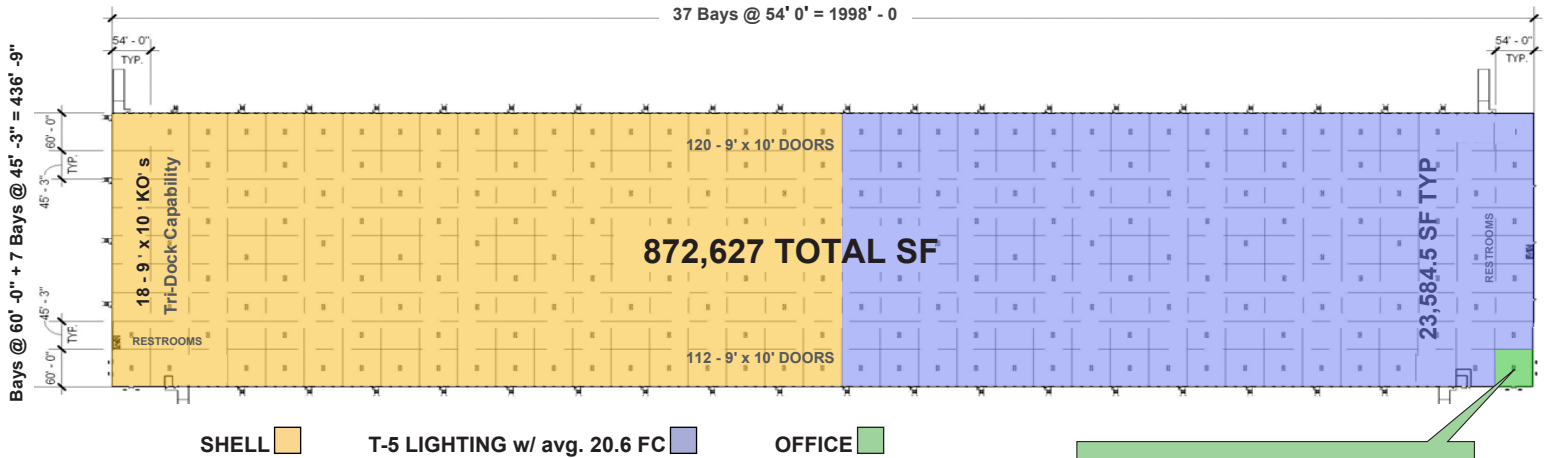 37 Bays @ 54' 0' = 1998' - 0
54' - 0"
TYP.
54' - 0"
TYP.
Bays @ 60' -0" + 7 Bays @ 45' -3" = 436' -9"
60' - 0"
TYP.
45' - 3"
45' - 3"
TYP.
60' - 0"
18 - 9' x 10' KO's
Tri-Dock Capability
RESTROOMS
120 - 9' x 10' DOORS
872,627 TOTAL SF
112 - 9' x 10' DOORS
23,584.5 SF TYP
RESTROOMS
SHELL
T-5 LIGHTING w/ avg. 20.6 FC
OFFICE